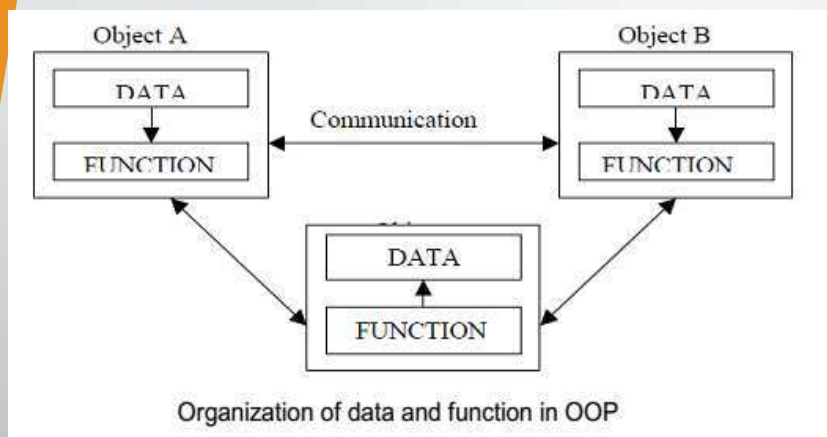 Object A Object B
DATA DATA
Communication
FUNCTION FUNCTION
DATA
FUNCTION
Organization of data and function in OOP